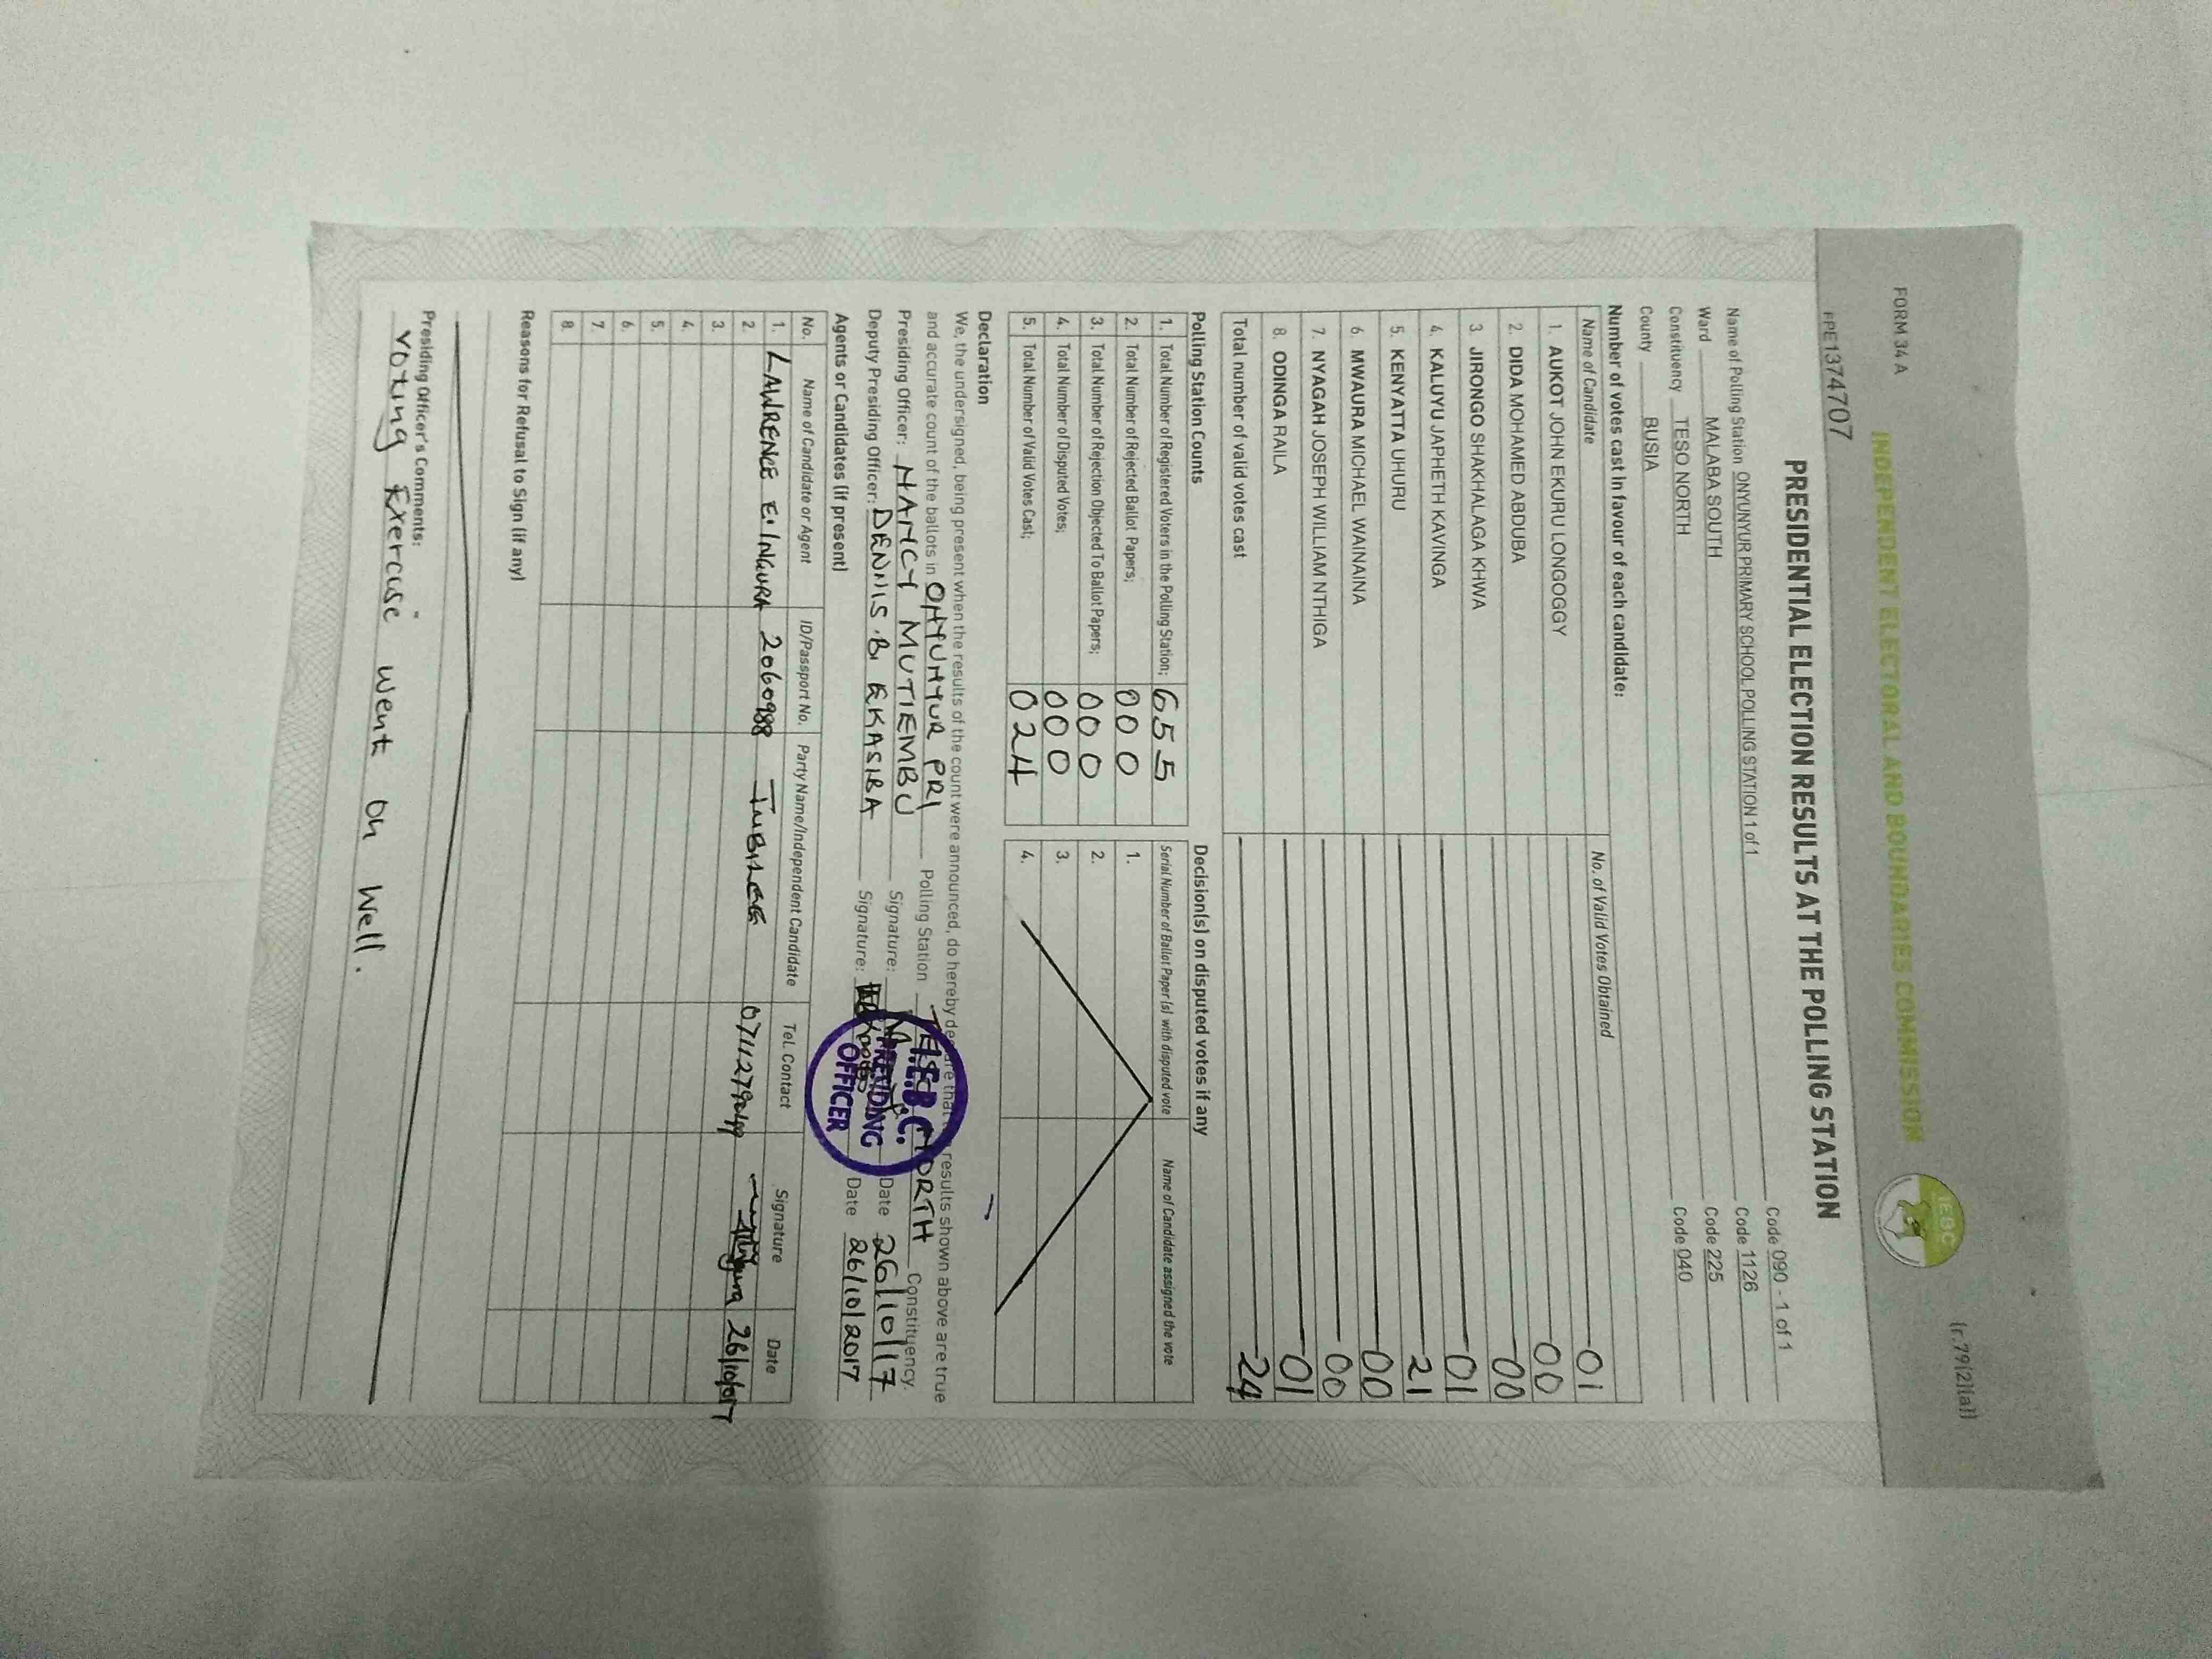 FORM 34 A
(r.79(2)(a))
INDEPENDENT ELECTORAL AND BOUNDARIES COMMISSION
IEBC
PRESIDENTIAL ELECTION RESULTS AT THE POLLING STATION
Name of Polling Station ONYUNYUR PRIMARY SCHOOL POLLING STATION 1 of 1 Code 090 - 1 of 1
Ward MALABA SOUTH Code 1126
Constituency TESO NORTH Code 225
County BUSIA Code 040
Number of votes cast in favour of each candidate:
Name of Candidate No. of Valid Votes Obtained
1. AUKOT JOHN EKURU LONGOGGY 01
2. DIDA MOHAMED ABDUBA 00
3. JIRONGO SHAKHALAGA KHWA 00
4. KALUYU JAPHETH KAVINGA 01
5. KENYATTA UHURU 21
6. MWAURA MICHAEL WAINAINA 00
7. NYAGAH JOSEPH WILLIAM NTHIGA 00
8. ODINGA RAILA 01
Total number of valid votes cast 24
Polling Station Counts
1. Total Number of Registered Voters in the Polling Station; 655
2. Total Number of Rejected Ballot Papers; 000
3. Total Number of Rejection Objected To Ballot Papers; 000
4. Total Number of Disputed Votes; 000
5. Total Number of Valid Votes Cast; 024
Decision(s) on disputed votes if any
Serial Number of Ballot Paper (s) with disputed vote Name of Candidate assigned the vote
1.
2.
3.
4.
Declaration
We, the undersigned, being present when the results of the count were announced, do hereby declare that results shown above are true
and accurate count of the ballots in ONYUNYUR PRI Polling Station NORTH Constituency.
Presiding Officer: NANCY MUTIEMBU Signature: Date 26/10/17
Deputy Presiding Officer: DENNIS .B. EKASIBA Signature: Date 26/10/2017
I.E.B.C.
PRESIDING
OFFICER
Agents or Candidates (if present)
No. Name of Candidate or Agent ID/Passport No. Party Name/Independent Candidate Tel. Contact Signature Date
1. LAWRENCE E. INGURA 2060988 JUBILEE
2.
3.
4.
5.
6.
7.
8.
Reasons for Refusal to Sign (if any)
Presiding Officer's Comments:
Voting Exercise went on Well.